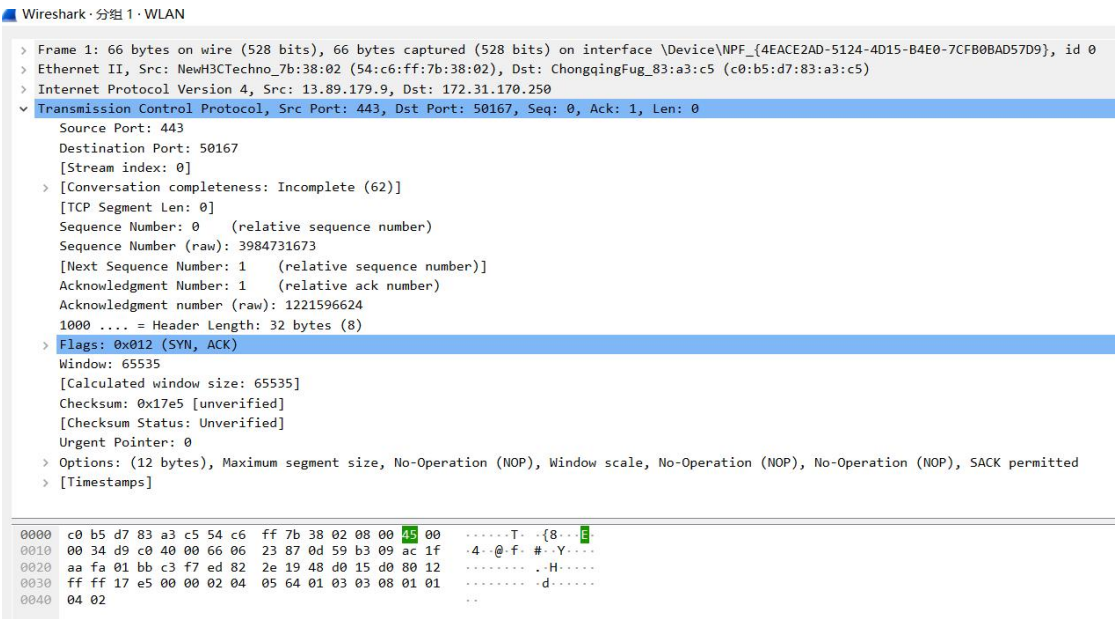 Wireshark · 分组 1 · WLAN
> Frame 1: 66 bytes on wire (528 bits), 66 bytes captured (528 bits) on interface \Device\NPF_{4EACE2AD-5124-4D15-B4E0-7CFB0BAD57D9}, id 0
> Ethernet II, Src: NewH3CTechno_7b:38:02 (54:c6:ff:7b:38:02), Dst: ChongqingFug_83:a3:c5 (c0:b5:d7:83:a3:c5)
> Internet Protocol Version 4, Src: 13.89.179.9, Dst: 172.31.170.250
Transmission Control Protocol, Src Port: 443, Dst Port: 50167, Seq: 0, Ack: 1, Len: 0
Source Port: 443
Destination Port: 50167
[Stream index: 0]
> [Conversation completeness: Incomplete (62)]
[TCP Segment Len: 0]
Sequence Number: 0    (relative sequence number)
Sequence Number (raw): 3984731673
[Next Sequence Number: 1    (relative sequence number)]
Acknowledgment Number: 1    (relative ack number)
Acknowledgment number (raw): 1221596624
1000 .... = Header Length: 32 bytes (8)
> Flags: 0x012 (SYN, ACK)
Window: 65535
[Calculated window size: 65535]
Checksum: 0x17e5 [unverified]
[Checksum Status: Unverified]
Urgent Pointer: 0
> Options: (12 bytes), Maximum segment size, No-Operation (NOP), Window scale, No-Operation (NOP), No-Operation (NOP), SACK permitted
> [Timestamps]
0000 c0 b5 d7 83 a3 c5 54 c6 ff 7b 38 02 08 00 45 00 ······T· ·{8···E·
0010 00 34 d9 c0 40 00 66 06 23 87 0d 59 b3 09 ac 1f ·4··@·f· #··Y····
0020 aa fa 01 bb c3 f7 ed 82 2e 19 48 d0 15 d0 80 12 ········ .·H·····
0030 ff ff 17 e5 00 00 02 04 05 64 01 03 03 08 01 01 ········ ·d······
0040 04 02 ··